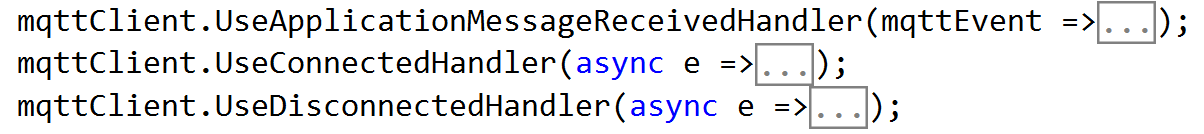 mqttClient.UseApplicationMessageReceivedHandler(mqttEvent =>...);
mqttClient.UseConnectedHandler(async e =>...);
mqttClient.UseDisconnectedHandler(async e =>...);